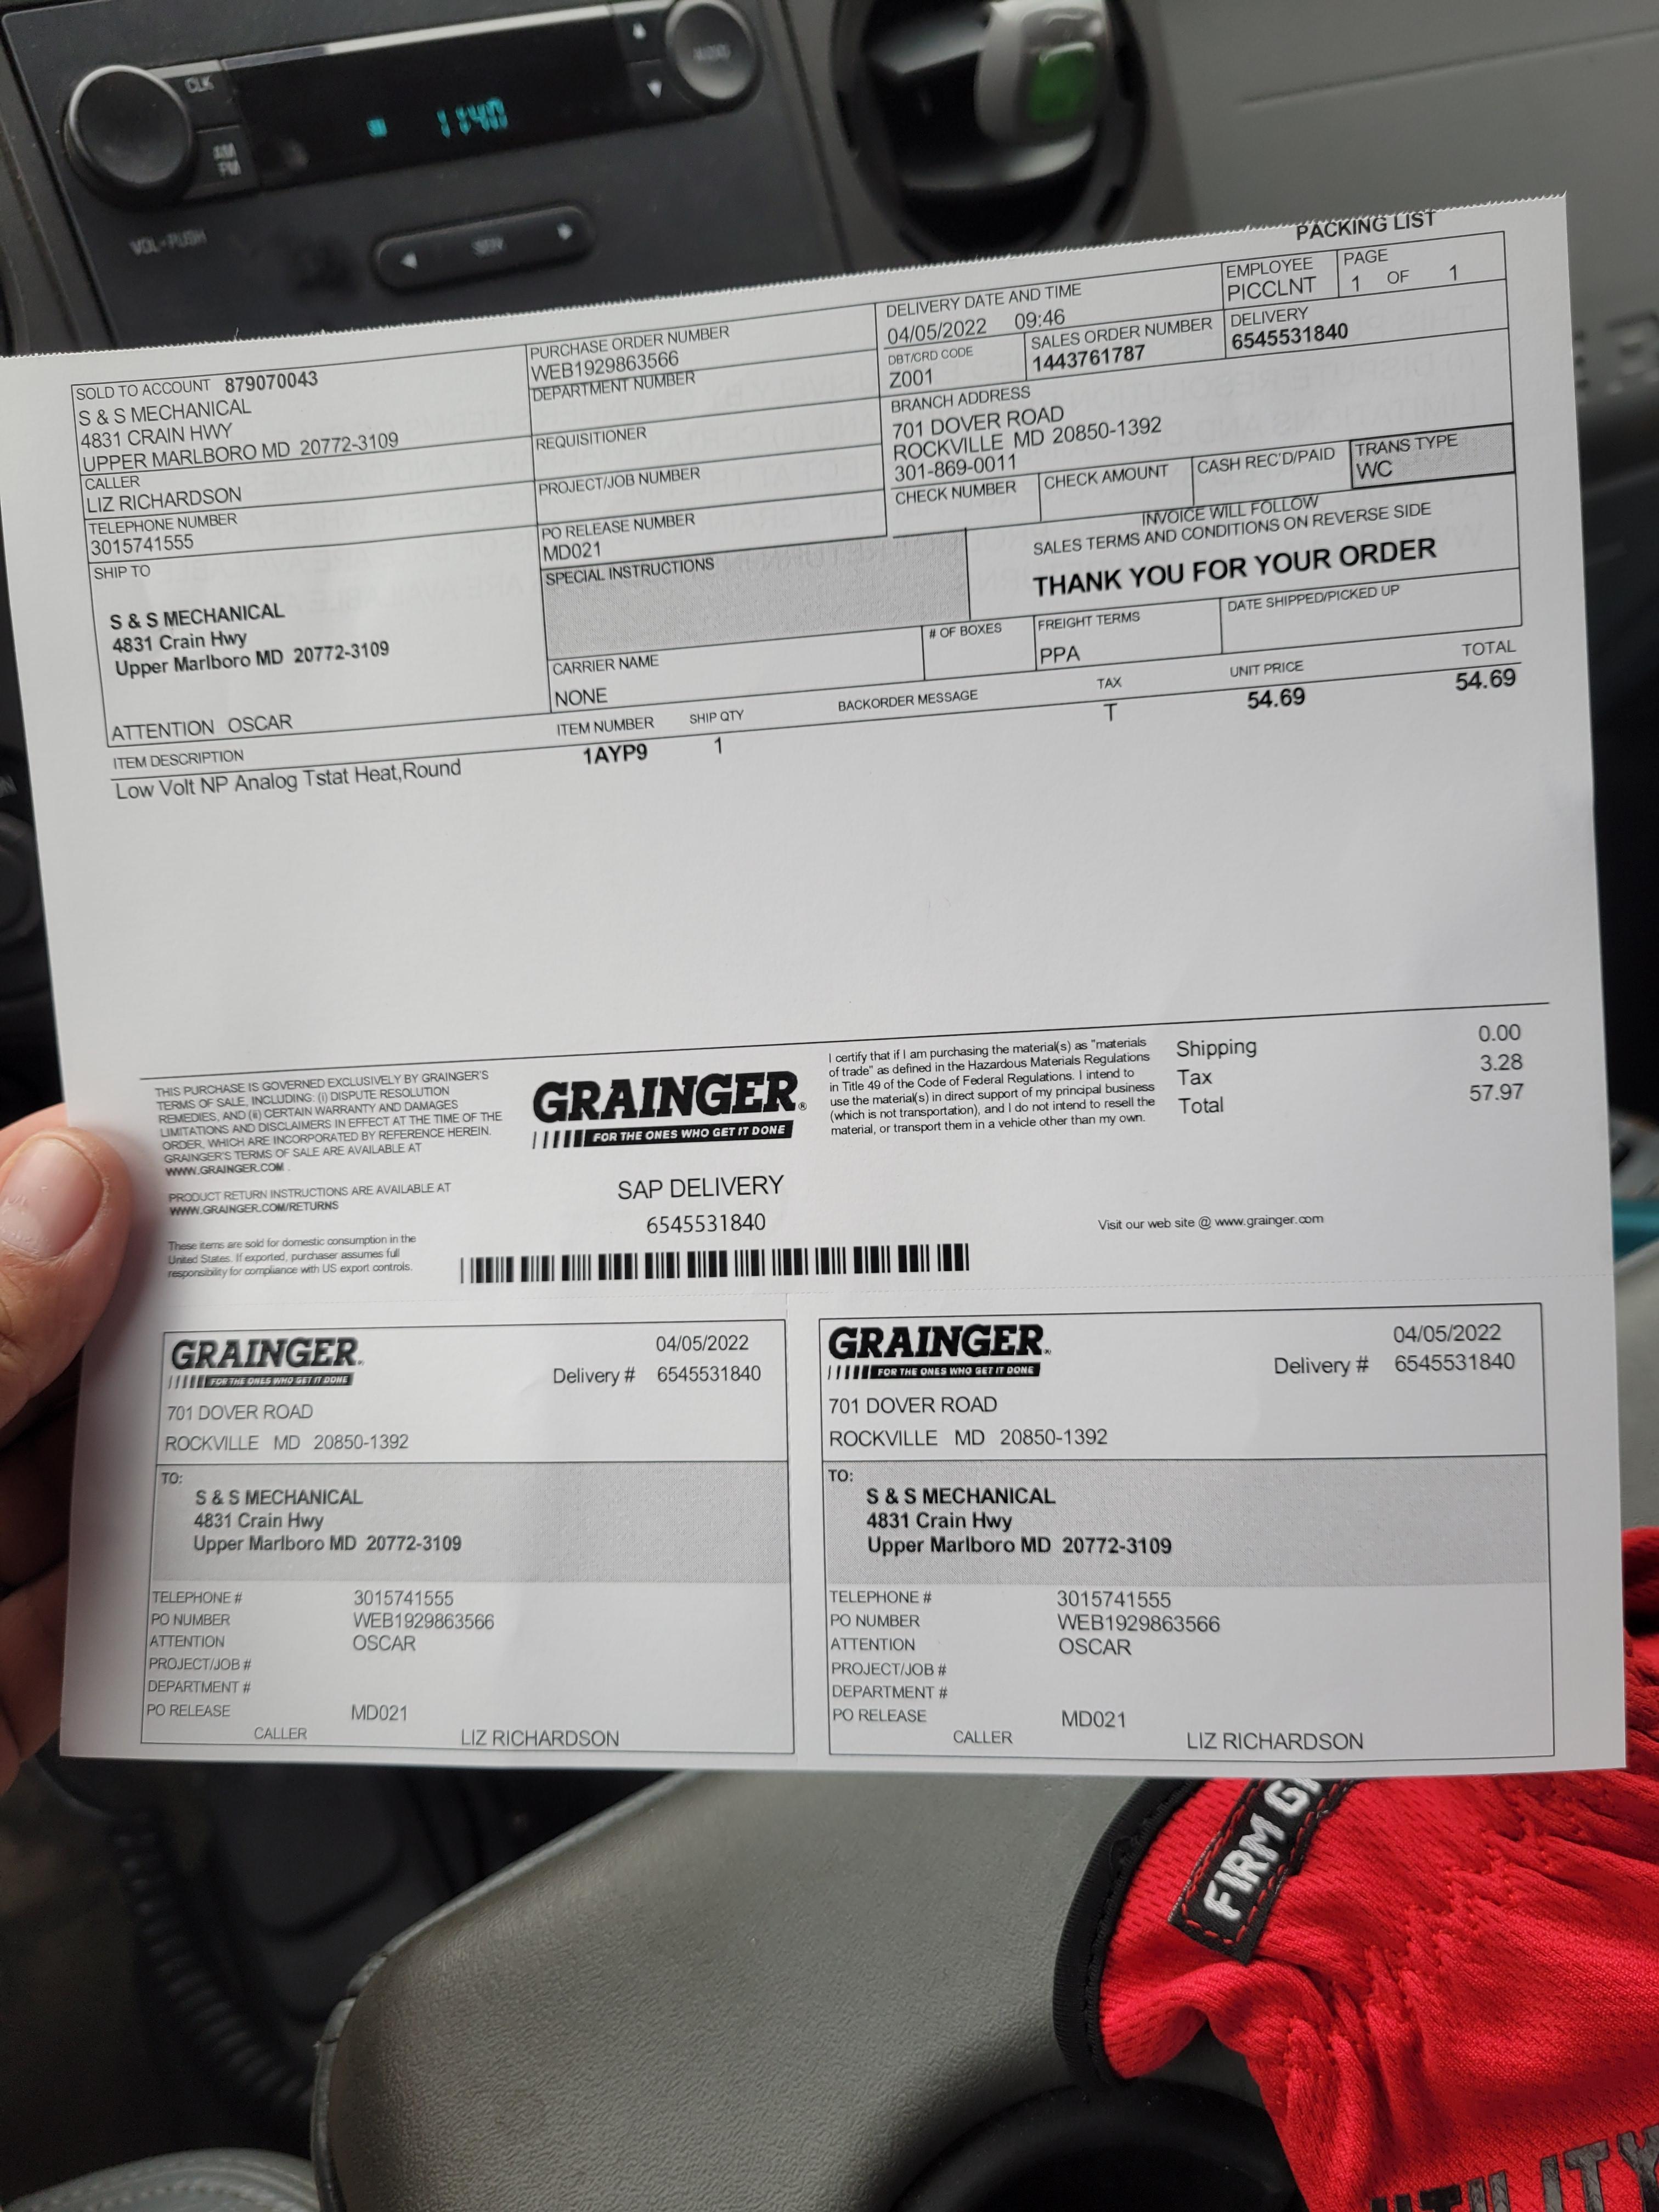 CLK
AM
FM
11:40
AUDIO
VOL-PUSH
SEEK
PACKING LIST
SOLD TO ACCOUNT 879070043
S & S MECHANICAL
4831 CRAIN HWY
UPPER MARLBORO MD 20772-3109
CALLER
LIZ RICHARDSON
TELEPHONE NUMBER
3015741555
SHIP TO
S & S MECHANICAL
4831 Crain Hwy
Upper Marlboro MD 20772-3109
ATTENTION OSCAR
PURCHASE ORDER NUMBER
WEB1929863566
DEPARTMENT NUMBER
REQUISITIONER
PROJECT/JOB NUMBER
PO RELEASE NUMBER
MD021
SPECIAL INSTRUCTIONS
CARRIER NAME
NONE
DELIVERY DATE AND TIME
04/05/2022 09:46
EMPLOYEE
PICCLNT
PAGE
1 OF 1
DBT/CRD CODE
Z001
SALES ORDER NUMBER
1443761787
DELIVERY
6545531840
BRANCH ADDRESS
701 DOVER ROAD
ROCKVILLE MD 20850-1392
301-869-0011
CHECK NUMBER
CHECK AMOUNT
CASH REC'D/PAID
TRANS TYPE
WC
INVOICE WILL FOLLOW
SALES TERMS AND CONDITIONS ON REVERSE SIDE
THANK YOU FOR YOUR ORDER
# OF BOXES
FREIGHT TERMS
PPA
DATE SHIPPED/PICKED UP
ITEM DESCRIPTION ITEM NUMBER SHIP QTY BACKORDER MESSAGE TAX UNIT PRICE TOTAL
Low Volt NP Analog Tstat Heat,Round 1AYP9 1 T 54.69 54.69
THIS PURCHASE IS GOVERNED EXCLUSIVELY BY GRAINGER'S
TERMS OF SALE, INCLUDING: (i) DISPUTE RESOLUTION
REMEDIES, AND (ii) CERTAIN WARRANTY AND DAMAGES
LIMITATIONS AND DISCLAIMERS IN EFFECT AT THE TIME OF THE
ORDER, WHICH ARE INCORPORATED BY REFERENCE HEREIN.
GRAINGER'S TERMS OF SALE ARE AVAILABLE AT
WWW.GRAINGER.COM .
PRODUCT RETURN INSTRUCTIONS ARE AVAILABLE AT
WWW.GRAINGER.COM/RETURNS
These items are sold for domestic consumption in the
United States. If exported, purchaser assumes full
responsibility for compliance with US export controls.
GRAINGER®
FOR THE ONES WHO GET IT DONE
SAP DELIVERY
6545531840
I certify that if I am purchasing the material(s) as "materials
of trade" as defined in the Hazardous Materials Regulations
in Title 49 of the Code of Federal Regulations. I intend to
use the material(s) in direct support of my principal business
(which is not transportation), and I do not intend to resell the
material, or transport them in a vehicle other than my own.
Shipping 0.00
Tax 3.28
Total 57.97
Visit our web site @ www.grainger.com
GRAINGER®
FOR THE ONES WHO GET IT DONE
04/05/2022
Delivery # 6545531840
701 DOVER ROAD
ROCKVILLE MD 20850-1392
TO:
S & S MECHANICAL
4831 Crain Hwy
Upper Marlboro MD 20772-3109
TELEPHONE # 3015741555
PO NUMBER WEB1929863566
ATTENTION OSCAR
PROJECT/JOB #
DEPARTMENT #
PO RELEASE MD021
CALLER LIZ RICHARDSON
GRAINGER®
FOR THE ONES WHO GET IT DONE
04/05/2022
Delivery # 6545531840
701 DOVER ROAD
ROCKVILLE MD 20850-1392
TO:
S & S MECHANICAL
4831 Crain Hwy
Upper Marlboro MD 20772-3109
TELEPHONE # 3015741555
PO NUMBER WEB1929863566
ATTENTION OSCAR
PROJECT/JOB #
DEPARTMENT #
PO RELEASE MD021
CALLER LIZ RICHARDSON
FIRM G
TILITY